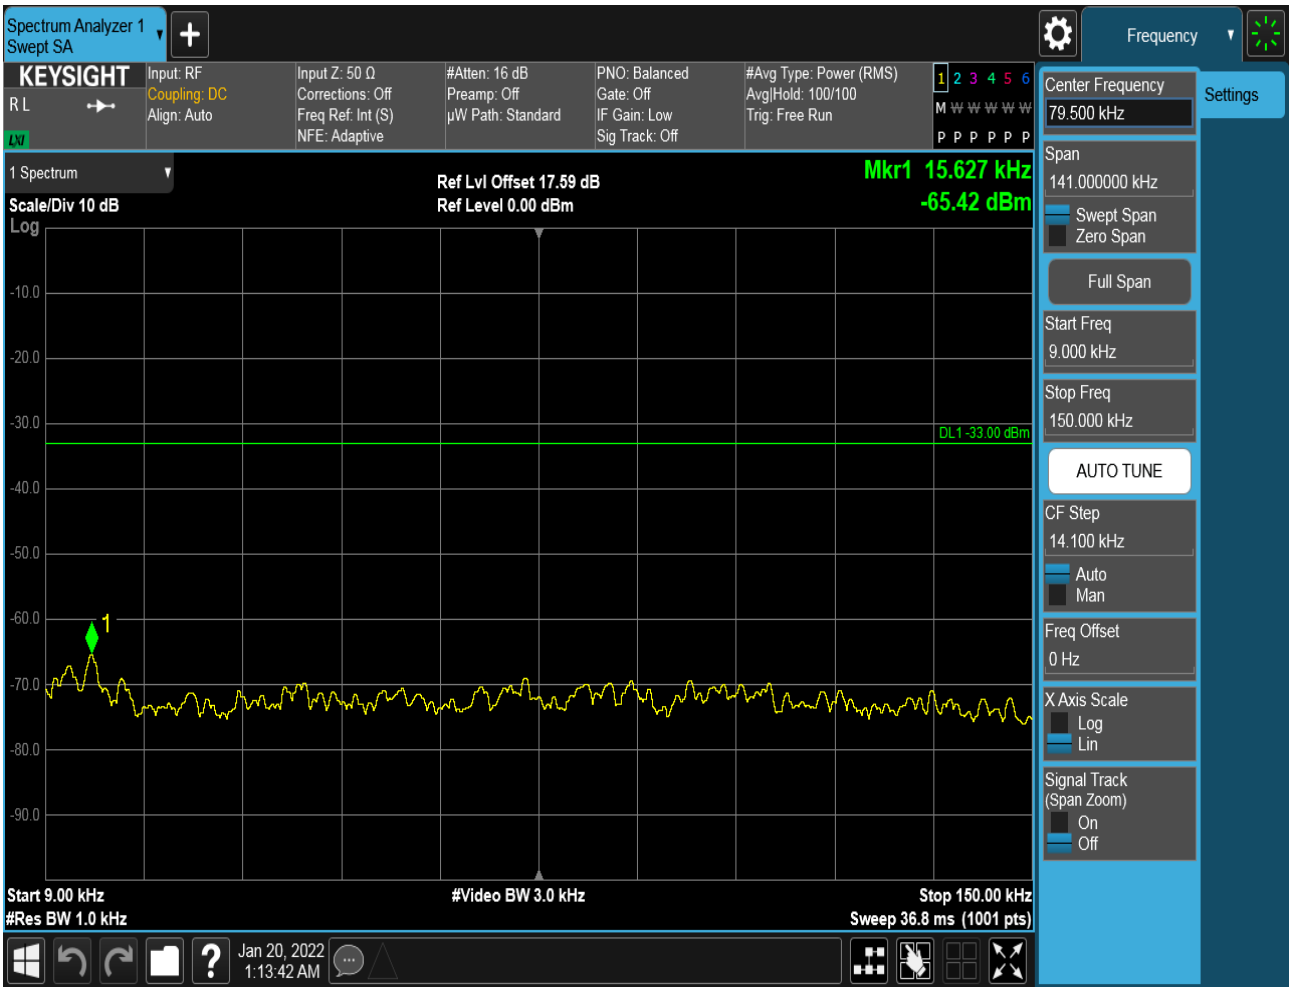 Spectrum Analyzer 1
Swept SA
Frequency
KEYSIGHT
R L
LXI
Input: RF
Coupling: DC
Align: Auto
Input Z: 50 Ω
Corrections: Off
Freq Ref: Int (S)
NFE: Adaptive
#Atten: 16 dB
Preamp: Off
µW Path: Standard
PNO: Balanced
Gate: Off
IF Gain: Low
Sig Track: Off
#Avg Type: Power (RMS)
Avg|Hold: 100/100
Trig: Free Run
1 2 3 4 5 6
M W W W W W
P P P P P P
1 Spectrum
Scale/Div 10 dB
Log
Ref Lvl Offset 17.59 dB
Ref Level 0.00 dBm
Mkr1 15.627 kHz
-65.42 dBm
-10.0
-20.0
-30.0
DL1 -33.00 dBm
-40.0
-50.0
-60.0
1
-70.0
-80.0
-90.0
Start 9.00 kHz
#Video BW 3.0 kHz
Stop 150.00 kHz
#Res BW 1.0 kHz
Sweep 36.8 ms (1001 pts)
Center Frequency
79.500 kHz
Settings
Span
141.000000 kHz
Swept Span
Zero Span
Full Span
Start Freq
9.000 kHz
Stop Freq
150.000 kHz
AUTO TUNE
CF Step
14.100 kHz
Auto
Man
Freq Offset
0 Hz
X Axis Scale
Log
Lin
Signal Track
(Span Zoom)
On
Off
?
Jan 20, 2022
1:13:42 AM